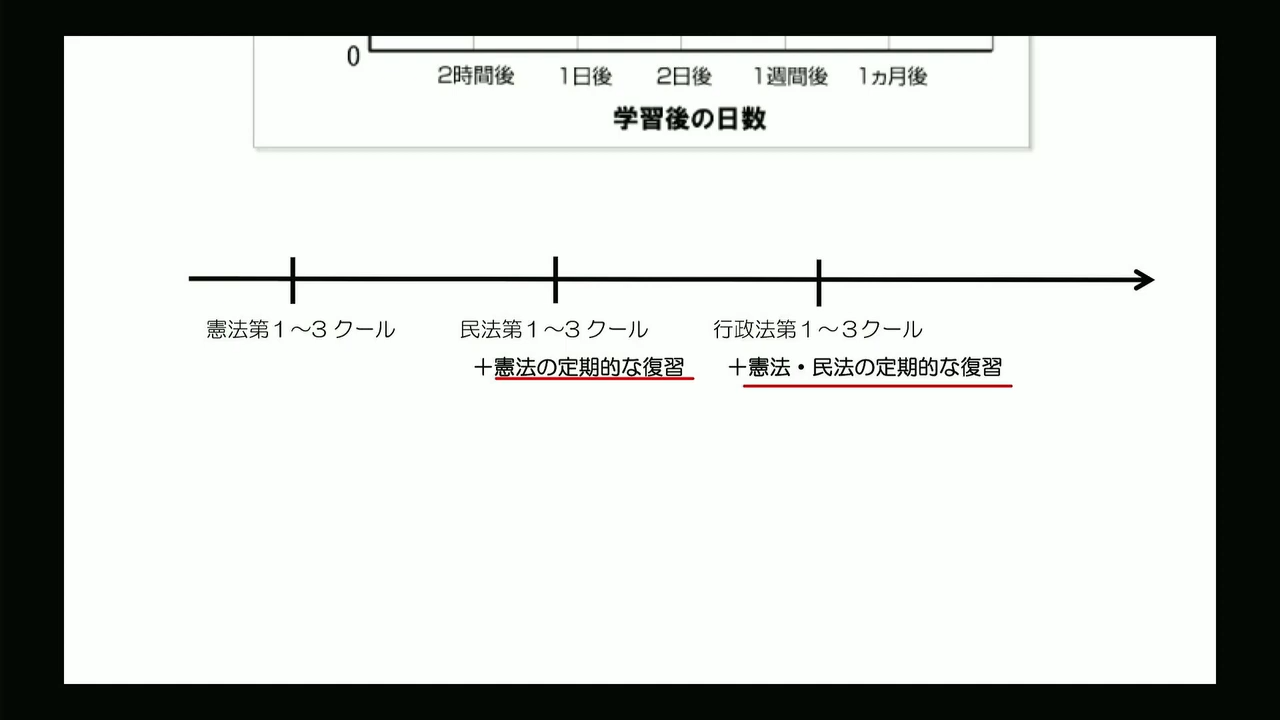 0
2時間後 1日後 2日後 1週間後 1ヵ月後
学習後の日数
憲法第1～3クール 民法第1～3クール 行政法第1～3クール
＋憲法の定期的な復習 ＋憲法・民法の定期的な復習